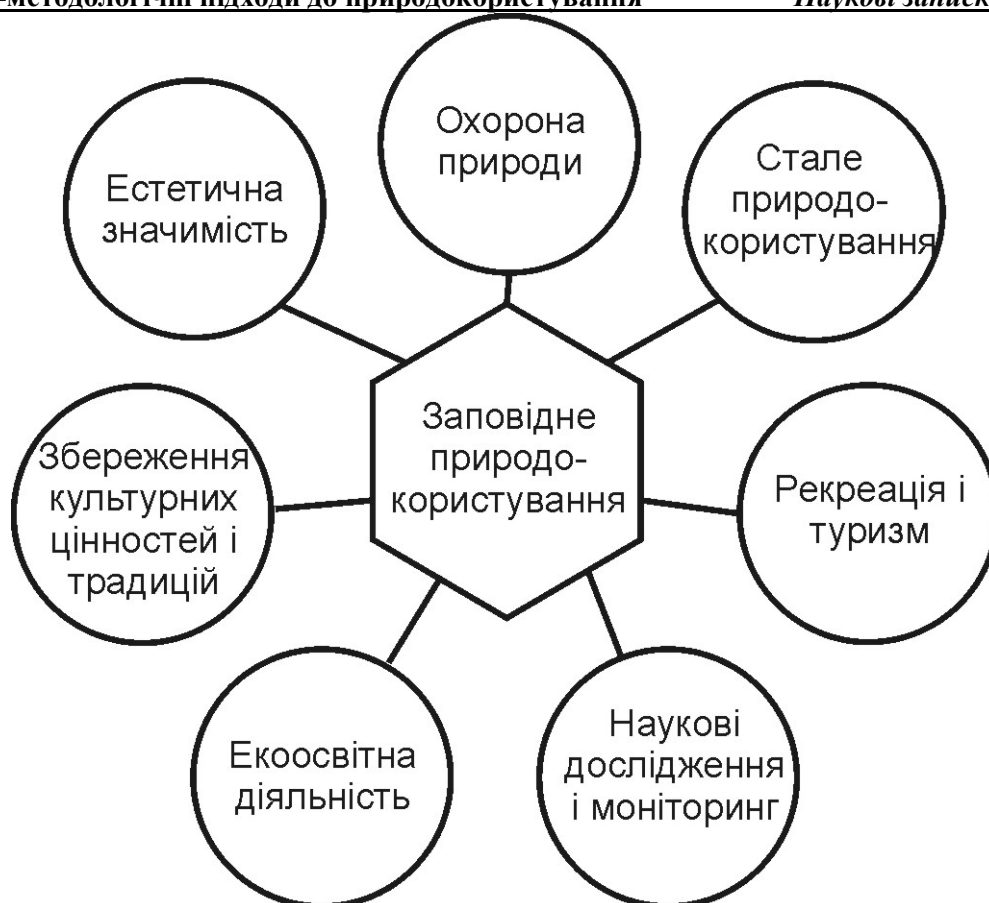 -методологічні підходи до природокористування Наукові записк
Охорона
природи
Стале
природо-
користування
Естетична
значимість
Заповідне
природо-
користування
Рекреація і
туризм
Збереження
культурних
цінностей і
традицій
Наукові
дослідження
і моніторинг
Екоосвітна
діяльність